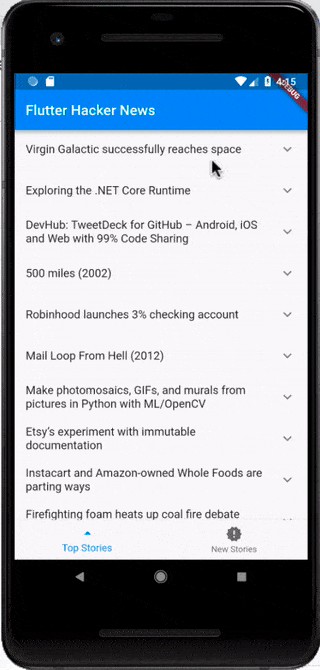 4:15
DEBUG
Flutter Hacker News
Virgin Galactic successfully reaches space
Exploring the .NET Core Runtime
DevHub: TweetDeck for GitHub – Android, iOS
and Web with 99% Code Sharing
500 miles (2002)
Robinhood launches 3% checking account
Mail Loop From Hell (2012)
Make photomosaics, GIFs, and murals from
pictures in Python with ML/OpenCV
Etsy's experiment with immutable
documentation
Instacart and Amazon-owned Whole Foods are
parting ways
Firefighting foam heats up coal fire debate
Top Stories
New Stories